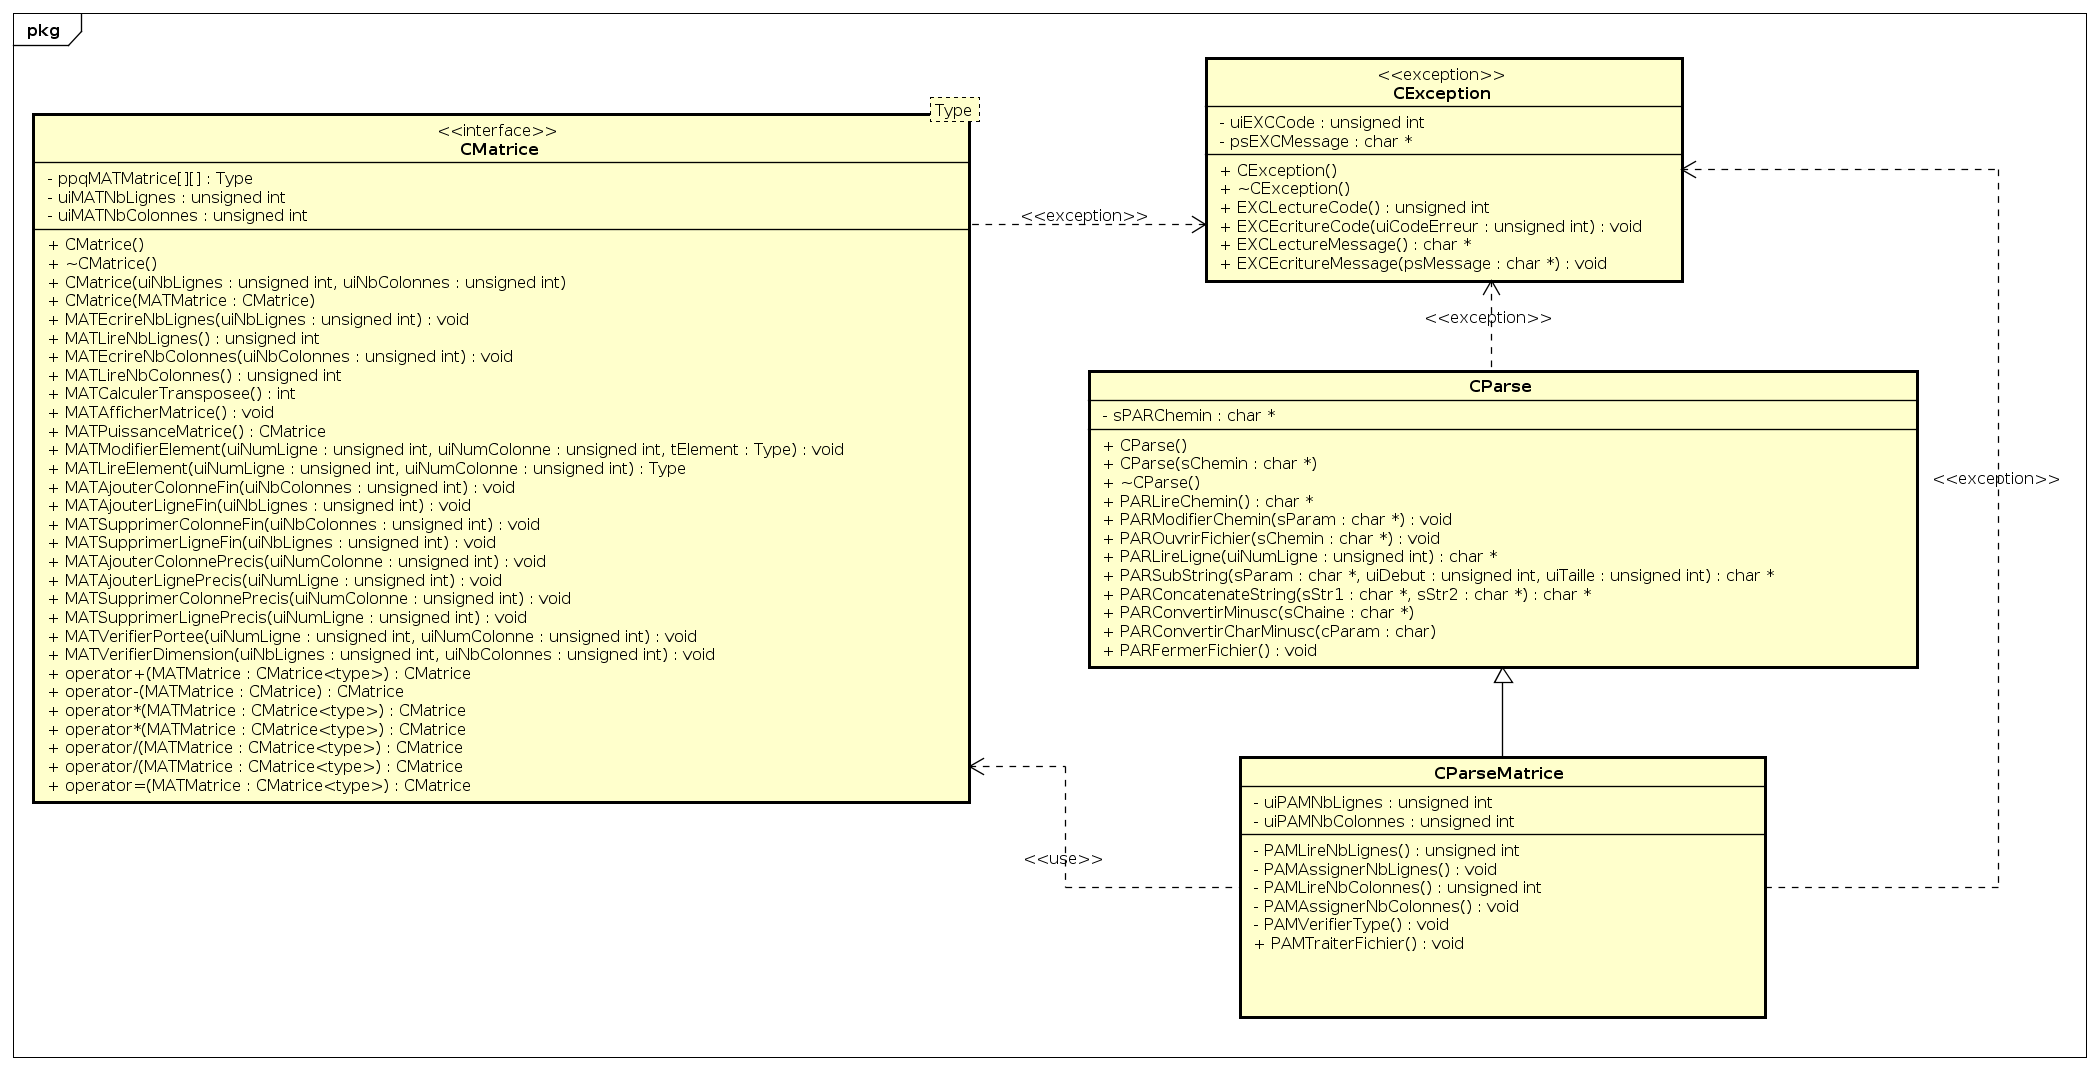 pkg
Type
<<interface>>
CMatrice
- ppqMATMatrice[][] : Type
- uiMATNbLignes : unsigned int
- uiMATNbColonnes : unsigned int
+ CMatrice()
+ ~CMatrice()
+ CMatrice(uiNbLignes : unsigned int, uiNbColonnes : unsigned int)
+ CMatrice(MATMatrice : CMatrice)
+ MATEcrireNbLignes(uiNbLignes : unsigned int) : void
+ MATLireNbLignes() : unsigned int
+ MATEcrireNbColonnes(uiNbColonnes : unsigned int) : void
+ MATLireNbColonnes() : unsigned int
+ MATCalculerTransposee() : int
+ MATAfficherMatrice() : void
+ MATPuissanceMatrice() : CMatrice
+ MATModifierElement(uiNumLigne : unsigned int, uiNumColonne : unsigned int, tElement : Type) : void
+ MATLireElement(uiNumLigne : unsigned int, uiNumColonne : unsigned int) : Type
+ MATAjouterColonneFin(uiNbColonnes : unsigned int) : void
+ MATAjouterLigneFin(uiNbLignes : unsigned int) : void
+ MATSupprimerColonneFin(uiNbColonnes : unsigned int) : void
+ MATSupprimerLigneFin(uiNbLignes : unsigned int) : void
+ MATAjouterColonnePrecis(uiNumColonne : unsigned int) : void
+ MATAjouterLignePrecis(uiNumLigne : unsigned int) : void
+ MATSupprimerColonnePrecis(uiNumColonne : unsigned int) : void
+ MATSupprimerLignePrecis(uiNumLigne : unsigned int) : void
+ MATVerifierPortee(uiNumLigne : unsigned int, uiNumColonne : unsigned int) : void
+ MATVerifierDimension(uiNbLignes : unsigned int, uiNbColonnes : unsigned int) : void
+ operator+(MATMatrice : CMatrice<type>) : CMatrice
+ operator-(MATMatrice : CMatrice) : CMatrice
+ operator*(MATMatrice : CMatrice<type>) : CMatrice
+ operator*(MATMatrice : CMatrice<type>) : CMatrice
+ operator/(MATMatrice : CMatrice<type>) : CMatrice
+ operator/(MATMatrice : CMatrice<type>) : CMatrice
+ operator=(MATMatrice : CMatrice<type>) : CMatrice
<<exception>>
<<exception>>
CException
- uiEXCCode : unsigned int
- psEXCMessage : char *
+ CException()
+ ~CException()
+ EXCLectureCode() : unsigned int
+ EXCEcritureCode(uiCodeErreur : unsigned int) : void
+ EXCLectureMessage() : char *
+ EXCEcritureMessage(psMessage : char *) : void
<<exception>>
CParse
- sPARChemin : char *
+ CParse()
+ CParse(sChemin : char *)
+ ~CParse()
+ PARLireChemin() : char *
+ PARModifierChemin(sParam : char *) : void
+ PAROuvrirFichier(sChemin : char *) : void
+ PARLireLigne(uiNumLigne : unsigned int) : char *
+ PARSubString(sParam : char *, uiDebut : unsigned int, uiTaille : unsigned int) : char *
+ PARConcatenateString(sStr1 : char *, sStr2 : char *) : char *
+ PARConvertirMinusc(sChaine : char *)
+ PARConvertirCharMinusc(cParam : char)
+ PARFermerFichier() : void
<<exception>>
<<use>>
CParseMatrice
- uiPAMNbLignes : unsigned int
- uiPAMNbColonnes : unsigned int
- PAMLireNbLignes() : unsigned int
- PAMAssignerNbLignes() : void
- PAMLireNbColonnes() : unsigned int
- PAMAssignerNbColonnes() : void
- PAMVerifierType() : void
+ PAMTraiterFichier() : void